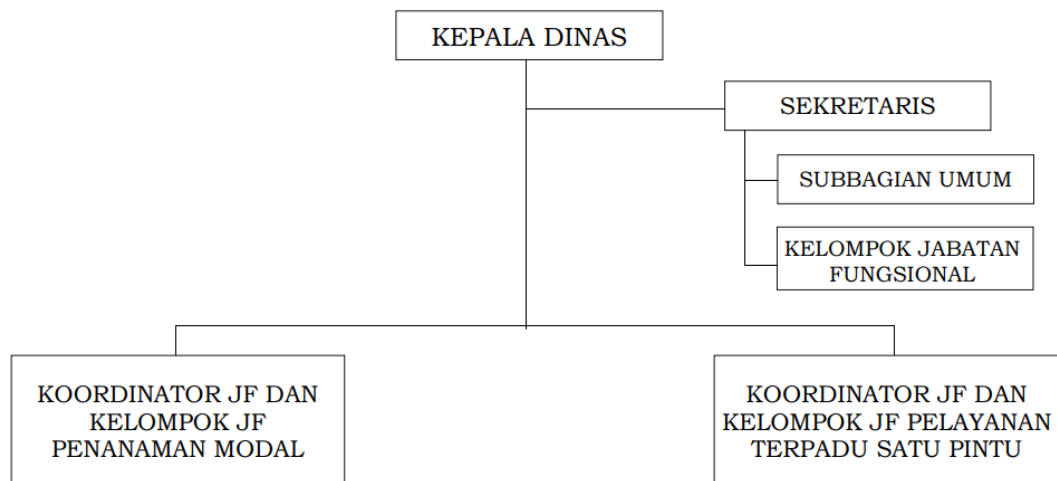 KEPALA DINAS
SEKRETARIS
SUBBAGIAN UMUM
KELOMPOK JABATAN
FUNGSIONAL
KOORDINATOR JF DAN
KELOMPOK JF
PENANAMAN MODAL
KOORDINATOR JF DAN
KELOMPOK JF PELAYANAN
TERPADU SATU PINTU